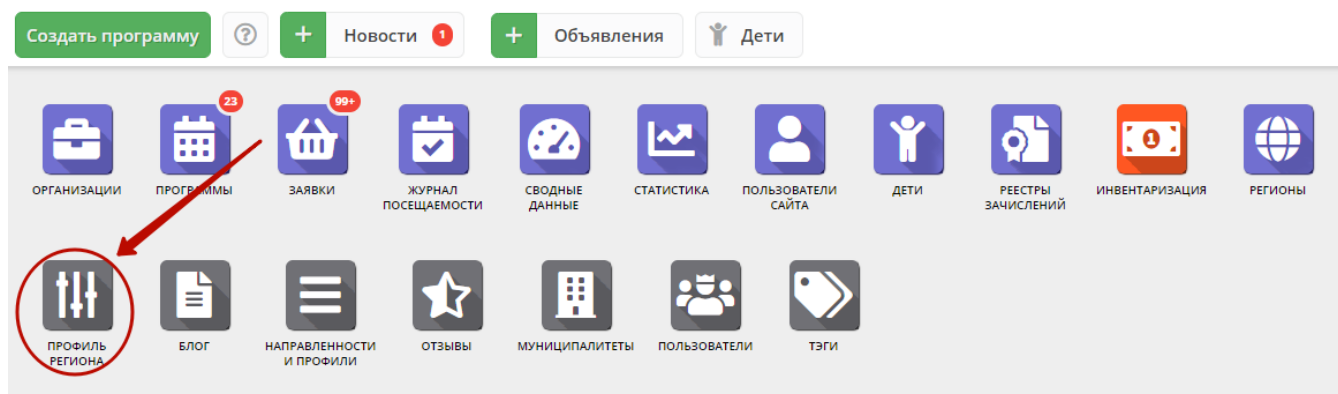 Создать программу ? + Новости 1 + Объявления Дети
23 99+
1
ОРГАНИЗАЦИИ ПРОГРАММЫ ЗАЯВКИ ЖУРНАЛ ПОСЕЩАЕМОСТИ СВОДНЫЕ ДАННЫЕ СТАТИСТИКА ПОЛЬЗОВАТЕЛИ САЙТА ДЕТИ РЕЕСТРЫ ЗАЧИСЛЕНИЙ ИНВЕНТАРИЗАЦИЯ РЕГИОНЫ
ПРОФИЛЬ РЕГИОНА БЛОГ НАПРАВЛЕННОСТИ И ПРОФИЛИ ОТЗЫВЫ МУНИЦИПАЛИТЕТЫ ПОЛЬЗОВАТЕЛИ ТЭГИ